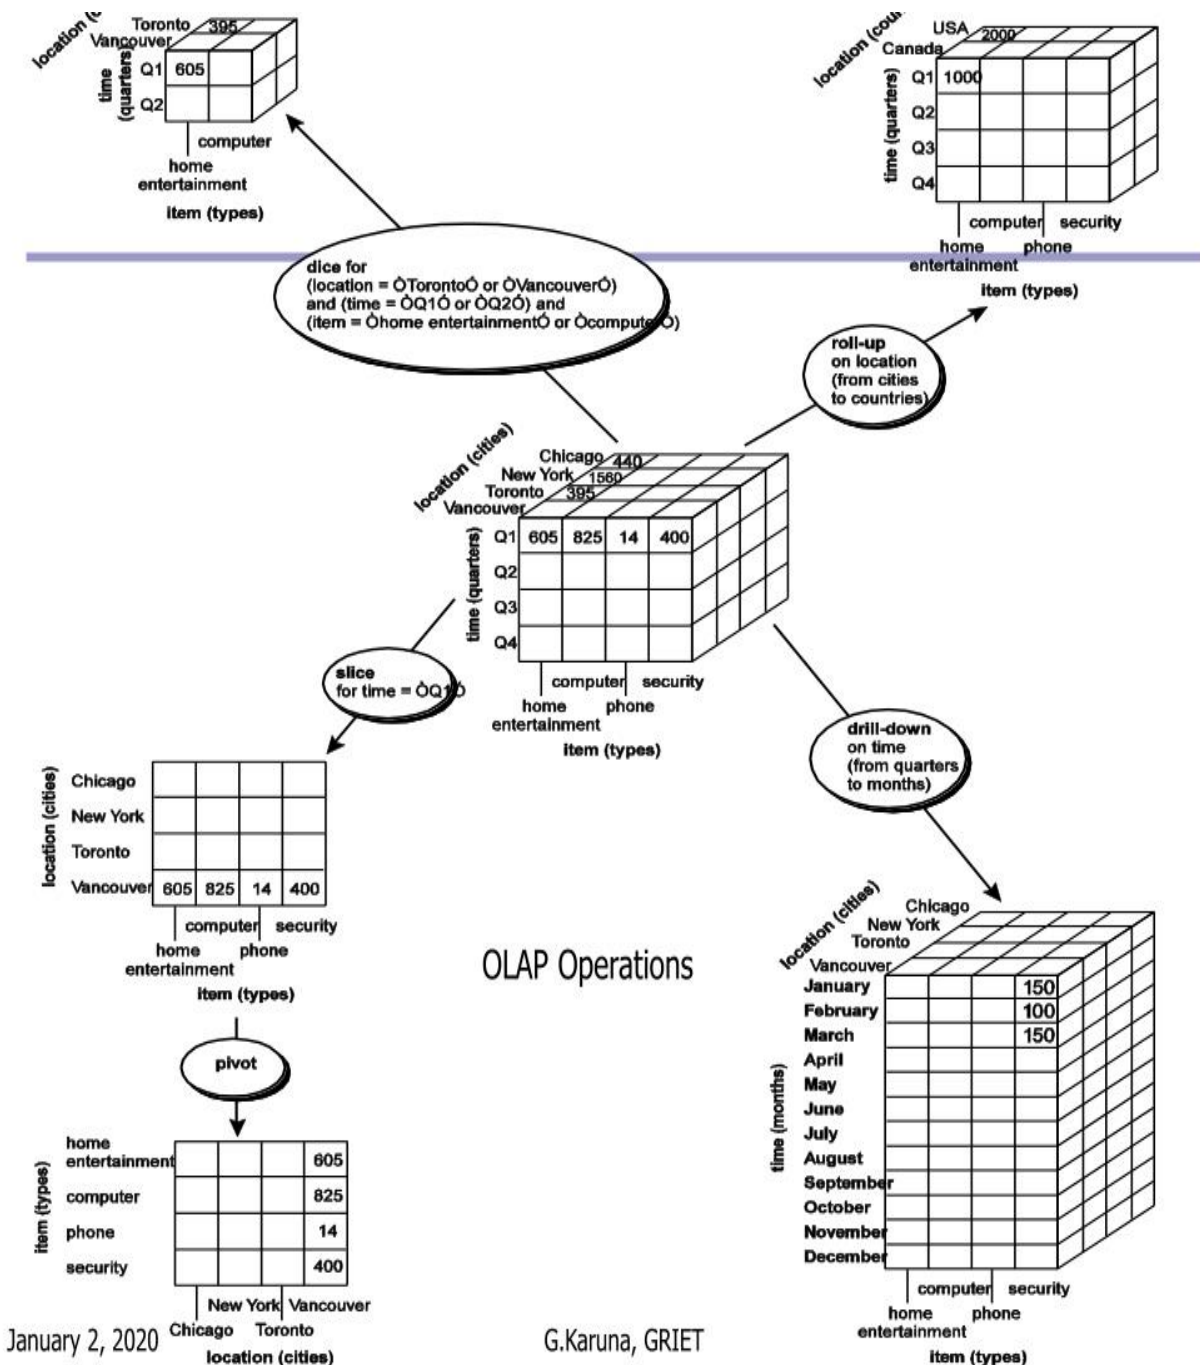 Toronto 395
Vancouver
time
(quarters)
Q1 605
Q2
computer
home
entertainment
item (types)
USA 2000
Canada
time (quarters)
Q1 1000
Q2
Q3
Q4
computer security
home phone
entertainment
item (types)
dice for
(location = ÒTorontoÓ or ÒVancouverÓ)
and (time = ÒQ1Ó or ÒQ2Ó) and
(item = Òhome entertainmentÓ or ÒcomputerÓ)
roll-up
on location
(from cities
to countries)
location (cities)
Chicago 440
New York 1560
Toronto 395
Vancouver
time (quarters)
Q1 605 825 14 400
Q2
Q3
Q4
computer security
home phone
entertainment
item (types)
slice
for time = ÒQ1Ó
drill-down
on time
(from quarters
to months)
location (cities)
Chicago
New York
Toronto
Vancouver 605 825 14 400
computer security
home phone
entertainment
item (types)
OLAP Operations
pivot
item (types)
home
entertainment 605
computer 825
phone 14
security 400
New York Vancouver
Chicago Toronto
location (cities)
location (cities)
Chicago
New York
Toronto
Vancouver
time (months)
January 150
February 100
March 150
April
May
June
July
August
September
October
November
December
computer security
home phone
entertainment
item (types)
January 2, 2020
G.Karuna, GRIET